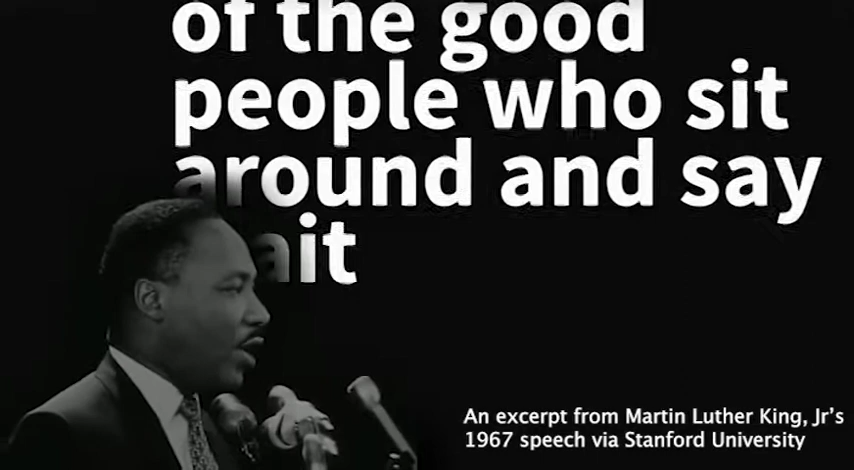 of the good
people who sit
around and say
ait
An excerpt from Martin Luther King, Jr's
1967 speech via Stanford University